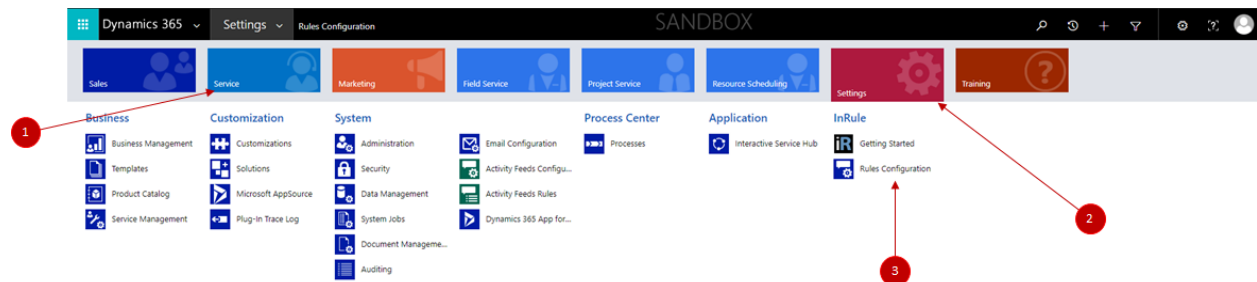 Dynamics 365 Settings Rules Configuration SANDBOX
Sales Service Marketing Field Service Project Service Resource Scheduling Settings Training
1
Business Customization System Process Center Application InRule
Business Management Customizations Administration Email Configuration Processes Interactive Service Hub iR Getting Started
Templates Solutions Security Activity Feeds Configu... Rules Configuration
Product Catalog Microsoft AppSource Data Management Activity Feeds Rules
Service Management Plug-In Trace Log System Jobs Dynamics 365 App for...
2
Document Manageme...
Auditing
3